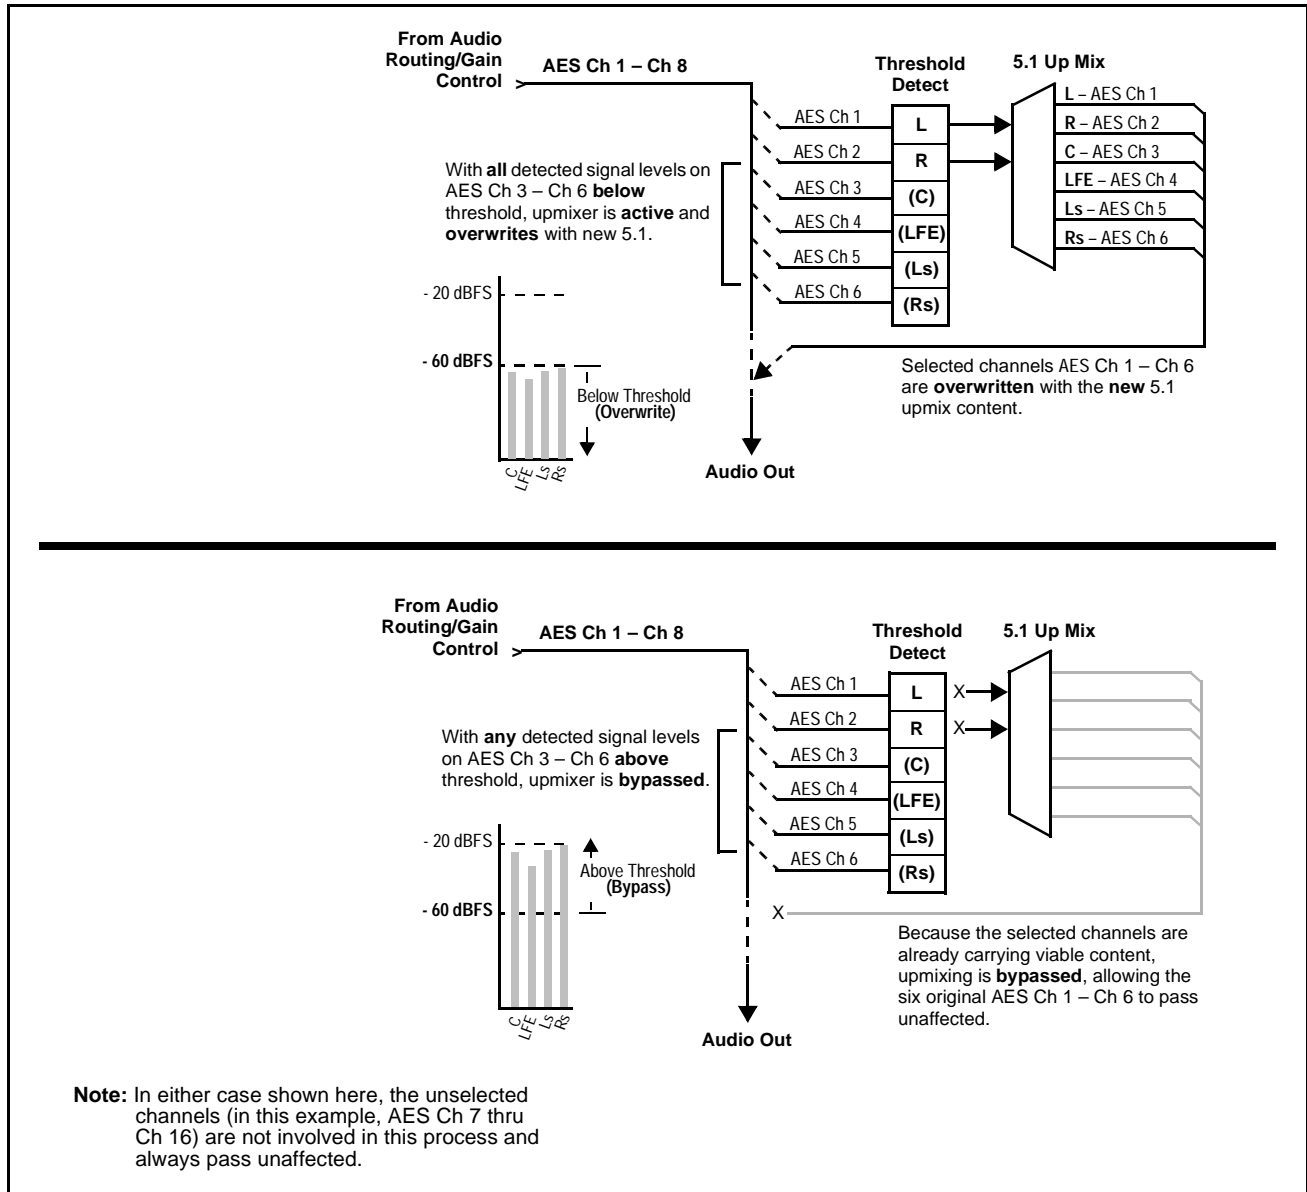 From Audio
Routing/Gain
Control
>
AES Ch 1 – Ch 8
Threshold
Detect
5.1 Up Mix
AES Ch 1
AES Ch 2
AES Ch 3
AES Ch 4
AES Ch 5
AES Ch 6
L
R
(C)
(LFE)
(Ls)
(Rs)
L – AES Ch 1
R – AES Ch 2
C – AES Ch 3
LFE – AES Ch 4
Ls – AES Ch 5
Rs – AES Ch 6
With all detected signal levels on
AES Ch 3 – Ch 6 below
threshold, upmixer is active and
overwrites with new 5.1.
- 20 dBFS
- 60 dBFS
Below Threshold
(Overwrite)
C
LFE
Ls
Rs
Selected channels AES Ch 1 – Ch 6
are overwritten with the new 5.1
upmix content.
Audio Out
From Audio
Routing/Gain
Control
>
AES Ch 1 – Ch 8
Threshold
Detect
5.1 Up Mix
AES Ch 1
AES Ch 2
AES Ch 3
AES Ch 4
AES Ch 5
AES Ch 6
L
R
(C)
(LFE)
(Ls)
(Rs)
X
X
With any detected signal levels
on AES Ch 3 – Ch 6 above
threshold, upmixer is bypassed.
- 20 dBFS
- 60 dBFS
Above Threshold
(Bypass)
C
LFE
Ls
Rs
X
Because the selected channels are
already carrying viable content,
upmixing is bypassed, allowing the
six original AES Ch 1 – Ch 6 to pass
unaffected.
Audio Out
Note: In either case shown here, the unselected
channels (in this example, AES Ch 7 thru
Ch 16) are not involved in this process and
always pass unaffected.